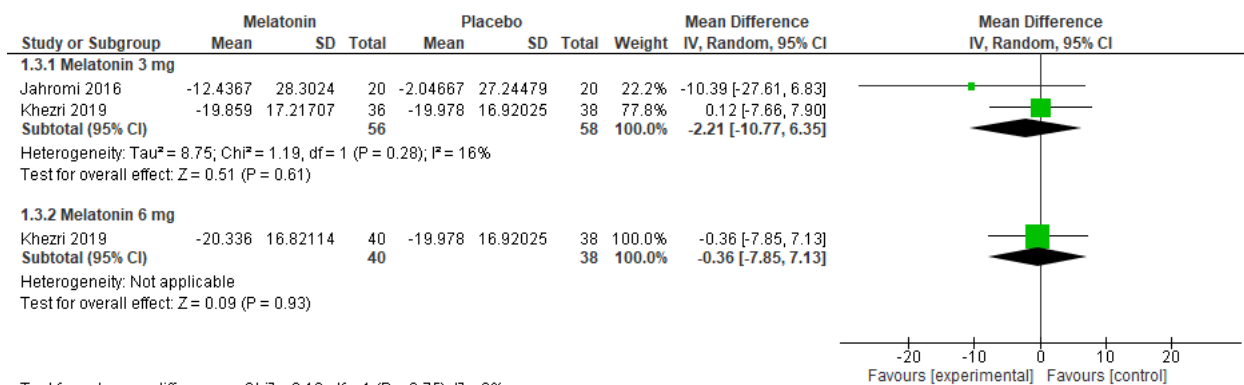 Melatonin Placebo Mean Difference Mean Difference
Study or Subgroup Mean SD Total Mean SD Total Weight IV, Random, 95% CI IV, Random, 95% CI
1.3.1 Melatonin 3 mg
Jahromi 2016 -12.4367 28.3024 20 -2.04667 27.24479 20 22.2% -10.39 [-27.61, 6.83]
Khezri 2019 -19.859 17.21707 36 -19.978 16.92025 38 77.8% 0.12 [-7.66, 7.90]
Subtotal (95% CI) 56 58 100.0% -2.21 [-10.77, 6.35]
Heterogeneity: Tau² = 8.75; Chi² = 1.19, df = 1 (P = 0.28); I² = 16%
Test for overall effect: Z = 0.51 (P = 0.61)
1.3.2 Melatonin 6 mg
Khezri 2019 -20.336 16.82114 40 -19.978 16.92025 38 100.0% -0.36 [-7.85, 7.13]
Subtotal (95% CI) 40 38 100.0% -0.36 [-7.85, 7.13]
Heterogeneity: Not applicable
Test for overall effect: Z = 0.09 (P = 0.93)
-20 -10 0 10 20
Favours [experimental] Favours [control]